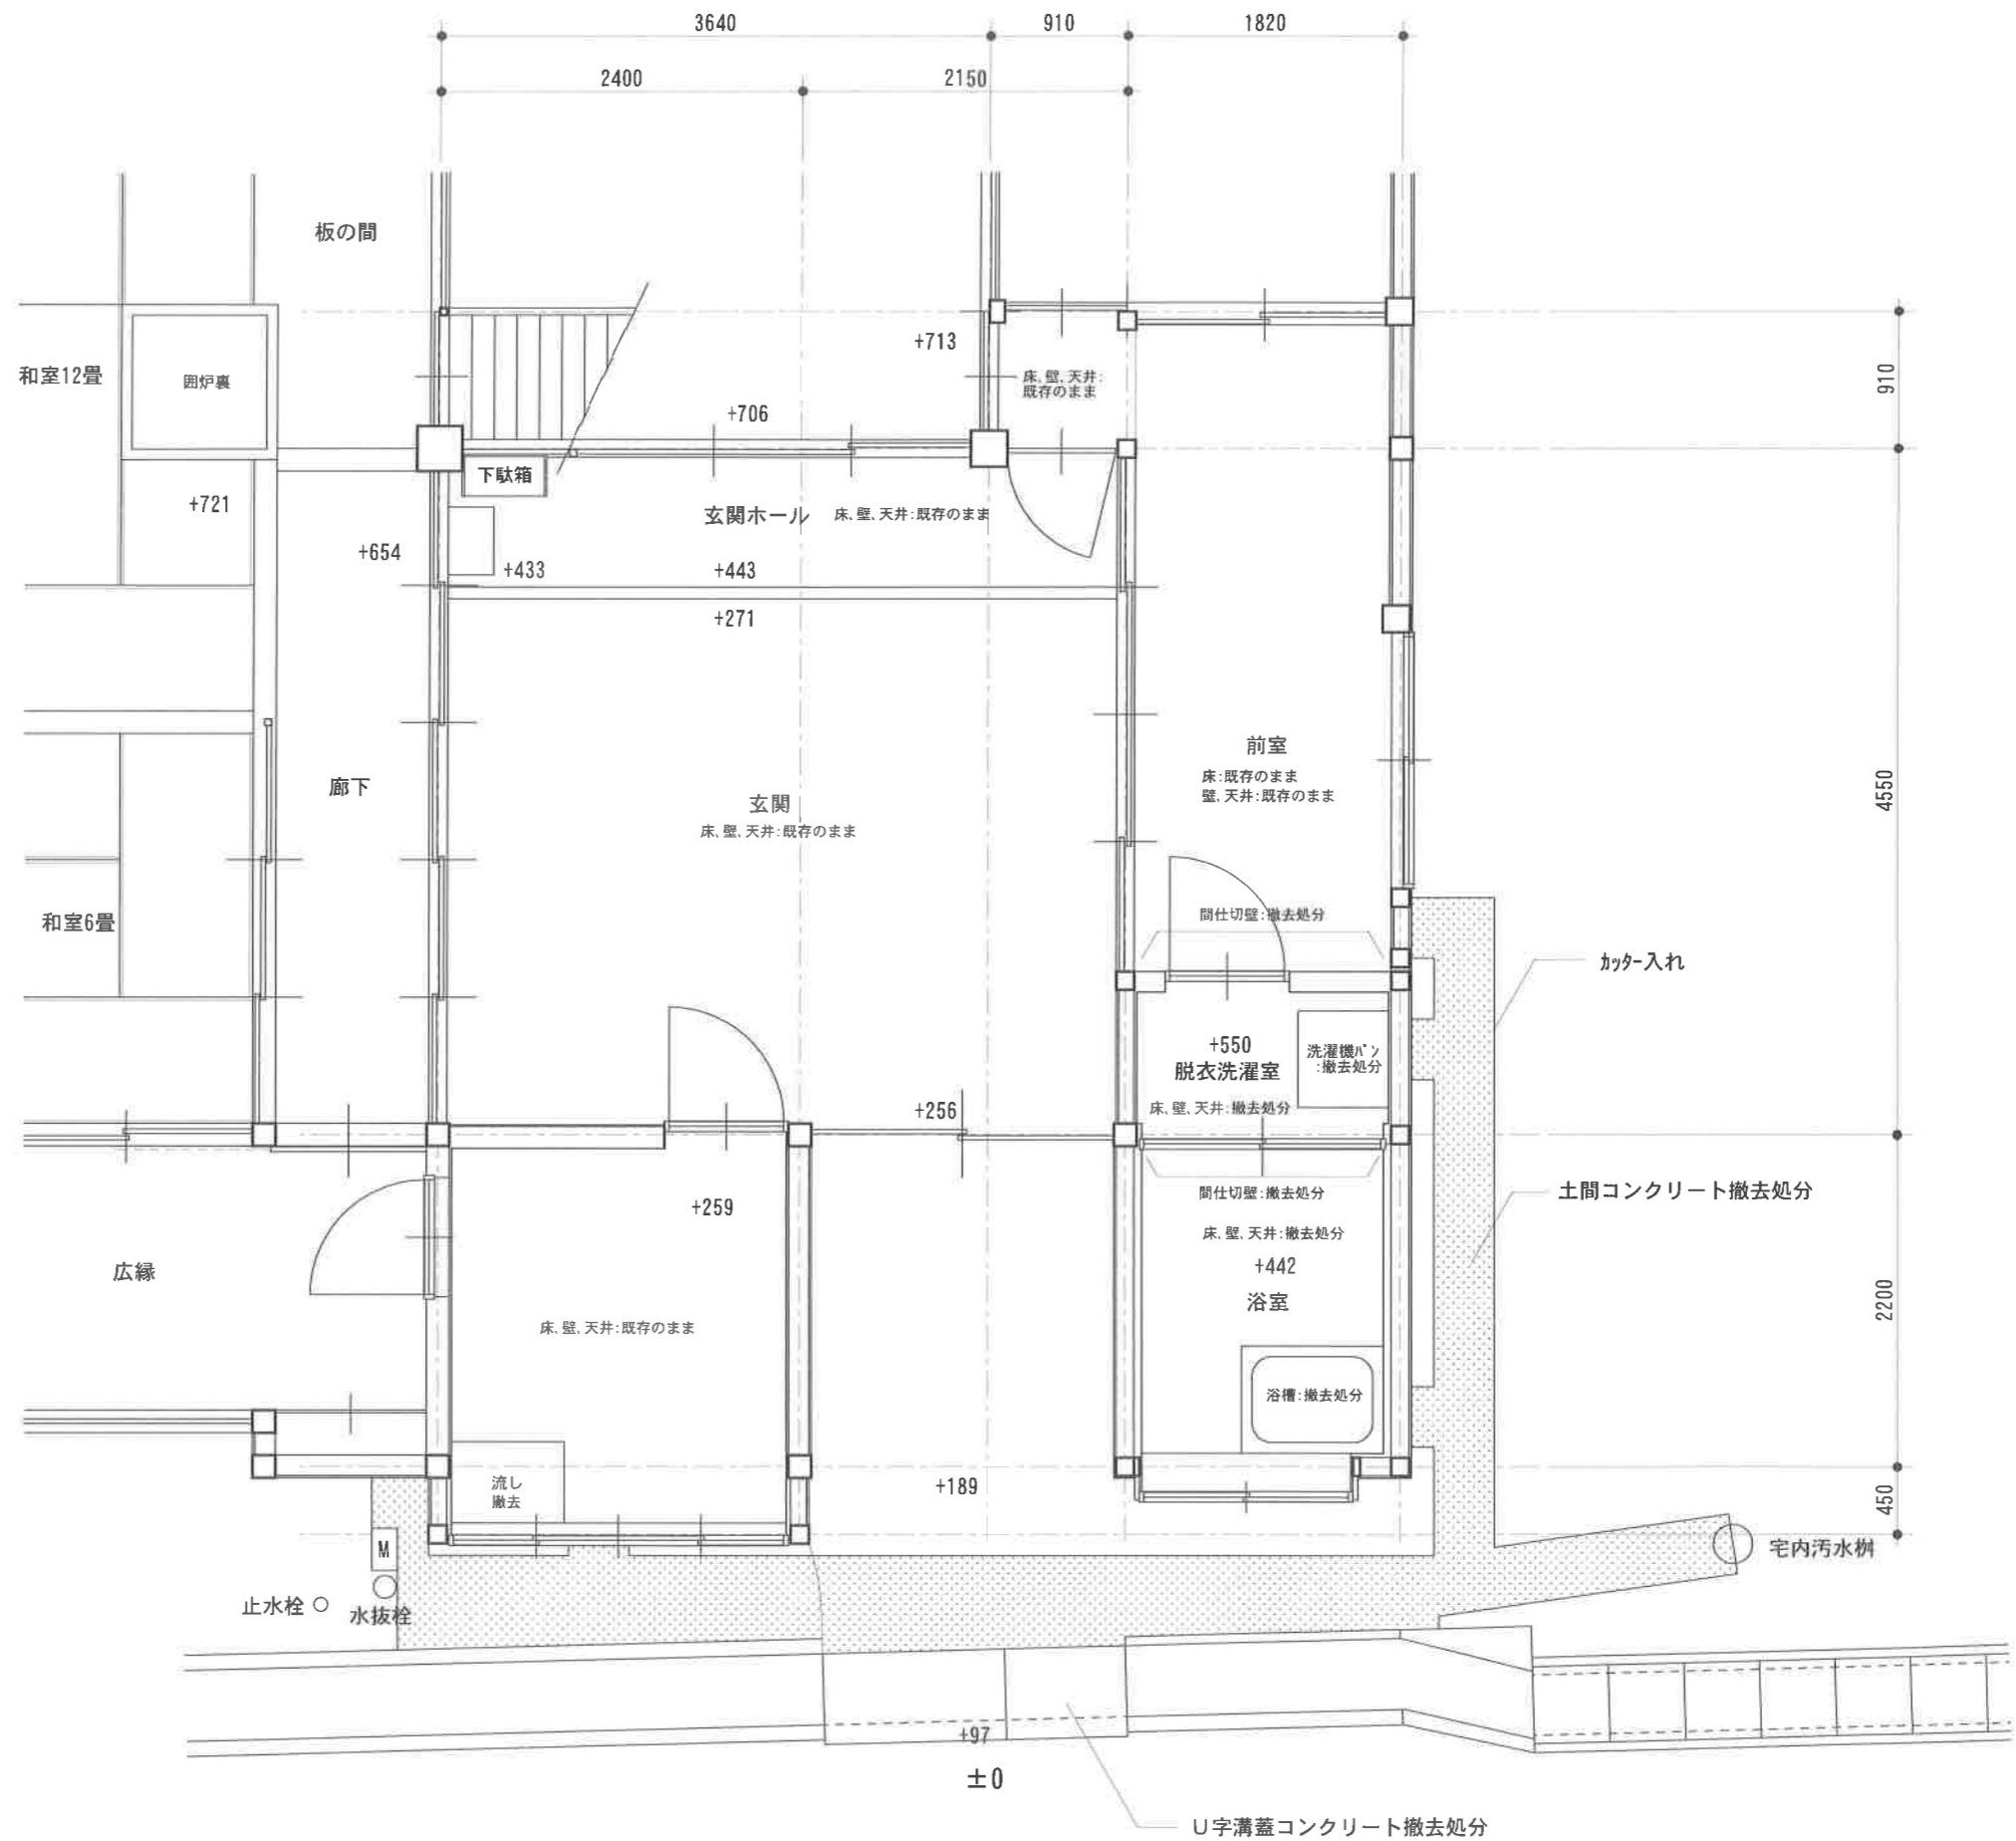 3640
910
1820
2400
2150
板の間
和室12畳
囲炉裏
+713
床、壁、天井:
既存のまま
910
+706
下駄箱
+721
玄関ホール
床、壁、天井:既存のまま
+654
+433
+443
+271
前室
床:既存のまま
壁、天井:既存のまま
廊下
玄関
床、壁、天井:既存のまま
4550
和室6畳
間仕切壁:撤去処分
カッター入れ
+550
脱衣洗濯室
洗濯機パン
:撤去処分
床、壁、天井:撤去処分
+256
間仕切壁:撤去処分
土間コンクリート撤去処分
+259
床、壁、天井:撤去処分
+442
浴室
広縁
2200
床、壁、天井:既存のまま
浴槽:撤去処分
流し
撤去
+189
450
M
宅内汚水桝
止水栓
水抜栓
+97
±0
U字溝蓋コンクリート撤去処分